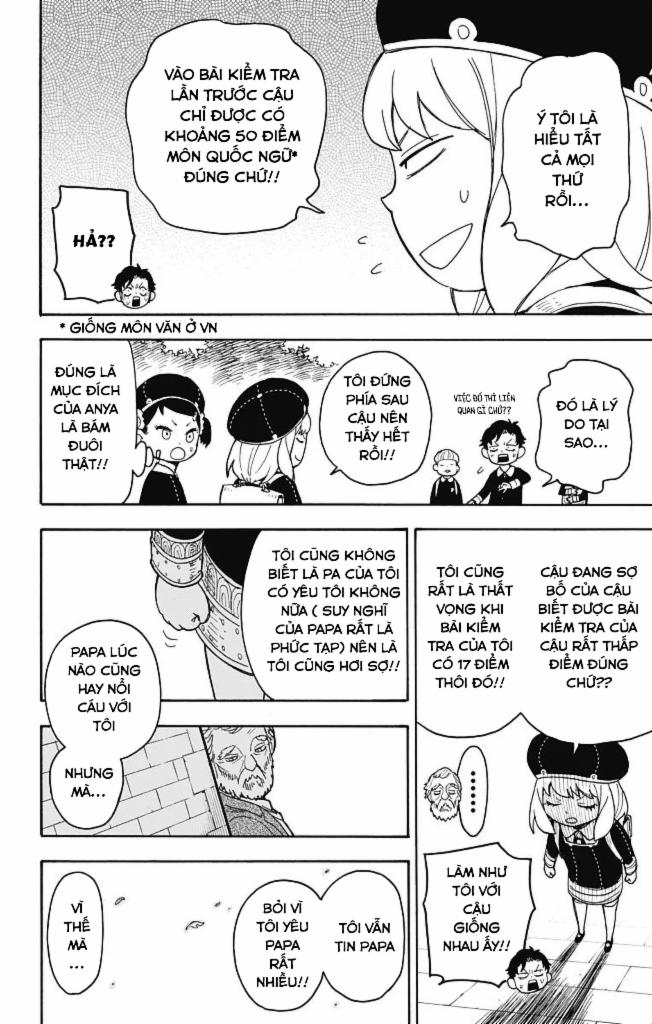 Ý TÔI LÀ
HIỂU TẤT
CẢ MỌI
THỨ
RỒI...
VÀO BÀI KIỂM TRA
LẦN TRƯỚC CẬU
CHỈ ĐƯỢC CÓ
KHOẢNG 50 ĐIỂM
MÔN QUỐC NGỮ*
ĐÚNG CHỨ!!
HẢ??
* GIỐNG MÔN VĂN Ở VN
ĐÓ LÀ LÝ
DO TẠI
SAO...
VIỆC ĐÓ THÌ LIÊN
QUAN GÌ CHỨ??
TÔI ĐỨNG
PHÍA SAU
CẬU NÊN
THẤY HẾT
RỒI!!
ĐÚNG LÀ
MỤC ĐÍCH
CỦA ANYA
LÀ BÁM
ĐUÔI
THẬT!!
CẬU ĐANG SỢ
BỐ CỦA CẬU
BIẾT ĐƯỢC BÀI
KIỂM TRA CỦA
CẬU RẤT THẤP
ĐIỂM ĐÚNG
CHỨ??
TÔI CŨNG
RẤT LÀ THẤT
VỌNG KHI
BÀI KIỂM
TRA CỦA TÔI
CÓ 17 ĐIỂM
THÔI ĐÓ!!
LÀM NHƯ
TÔI VỚI
CẬU
GIỐNG
NHAU ẤY!!
TÔI CŨNG KHÔNG
BIẾT LÀ PA CỦA TÔI
CÓ YÊU TÔI KHÔNG
NỮA ( SUY NGHĨ
CỦA PAPA RẤT LÀ
PHỨC TẠP) NÊN LÀ
TÔI CŨNG HƠI SỢ!!
PAPA LÚC
NÀO CŨNG
HAY NỔI
CÁU VỚI
TÔI
NHƯNG
MÀ...
TÔI VẪN
TIN PAPA
BỞI VÌ
TÔI YÊU
PAPA
RẤT
NHIỀU!!
VÌ
THẾ
MÀ
...